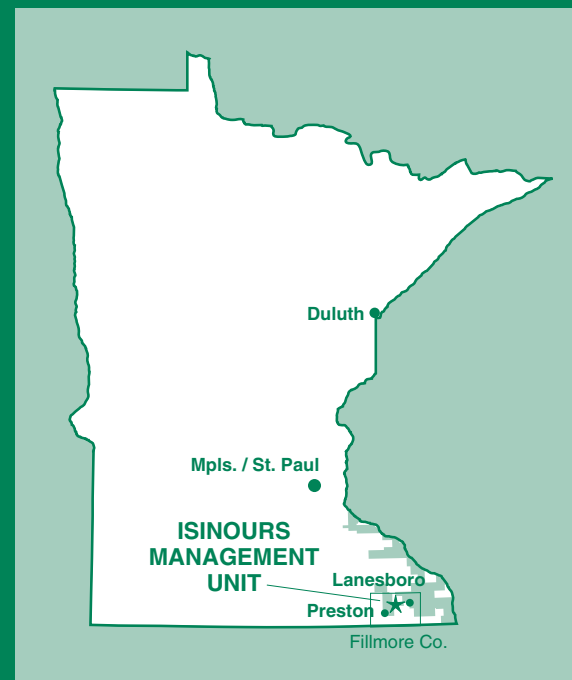 Duluth
Mpls. / St. Paul
ISINOURS
MANAGEMENT
UNIT
Lanesboro
Preston
Fillmore Co.